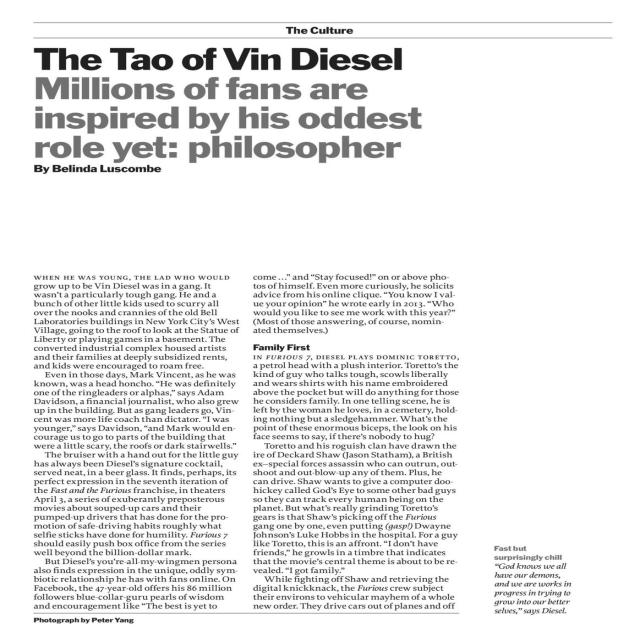 The Culture
The Tao of Vin Diesel
Millions of fans are
inspired by his oddest
role yet: philosopher
By Belinda Luscombe
WHEN HE WAS YOUNG, THE LAD WHO WOULD
grow up to be Vin Diesel was in a gang. It
wasn't a particularly tough gang. He and a
bunch of other little kids used to scurry all
over the nooks and crannies of the old Bell
Laboratories buildings in New York City's West
Village, going to the roof to look at the Statue of
Liberty or playing games in a basement. The
converted industrial complex housed artists
and their families at deeply subsidized rents,
and kids were encouraged to roam free.
Even in those days, Mark Vincent, as he was
known, was a head honcho. "He was definitely
one of the ringleaders or alphas," says Adam
Davidson, a financial journalist, who also grew
up in the building. But as gang leaders go, Vin-
cent was more life coach than dictator. "I was
younger," says Davidson, "and Mark would en-
courage us to go to parts of the building that
were a little scary, the roofs or dark stairwells."
The bruiser with a hand out for the little guy
has always been Diesel's signature cocktail,
served neat, in a beer glass. It finds, perhaps, its
perfect expression in the seventh iteration of
the Fast and the Furious franchise, in theaters
April 3, a series of exuberantly preposterous
movies about souped-up cars and their
pumped-up drivers that has done for the pro-
motion of safe-driving habits roughly what
selfie sticks have done for humility. Furious 7
should easily push box office from the series
well beyond the billion-dollar mark.
But Diesel's you're-all-my-wingmen persona
also finds expression in the unique, oddly sym-
biotic relationship he has with fans online. On
Facebook, the 47-year-old offers his 86 million
followers blue-collar-guru pearls of wisdom
and encouragement like "The best is yet to
Photograph by Peter Yang
come ..." and "Stay focused!" on or above pho-
tos of himself. Even more curiously, he solicits
advice from his online clique. "You know I val-
ue your opinion" he wrote early in 2013. "Who
would you like to see me work with this year?"
(Most of those answering, of course, nomin-
ated themselves.)
Family First
IN FURIOUS 7, DIESEL PLAYS DOMINIC TORETTO,
a petrol head with a plush interior. Toretto's the
kind of guy who talks tough, scowls liberally
and wears shirts with his name embroidered
above the pocket but will do anything for those
he considers family. In one telling scene, he is
left by the woman he loves, in a cemetery, hold-
ing nothing but a sledgehammer. What's the
point of these enormous biceps, the look on his
face seems to say, if there's nobody to hug?
Toretto and his roguish clan have drawn the
ire of Deckard Shaw (Jason Statham), a British
ex–special forces assassin who can outrun, out-
shoot and out-blow-up any of them. Plus, he
can drive. Shaw wants to give a computer doo-
hickey called God's Eye to some other bad guys
so they can track every human being on the
planet. But what's really grinding Toretto's
gears is that Shaw's picking off the Furious
gang one by one, even putting (gasp!) Dwayne
Johnson's Luke Hobbs in the hospital. For a guy
like Toretto, this is an affront. "I don't have
friends," he growls in a timbre that indicates
that the movie's central theme is about to be re-
vealed. "I got family."
While fighting off Shaw and retrieving the
digital knickknack, the Furious crew subject
their environs to vehicular mayhem of a whole
new order. They drive cars out of planes and off
Fast but
surprisingly chill
"God knows we all
have our demons,
and we are works in
progress in trying to
grow into our better
selves," says Diesel.